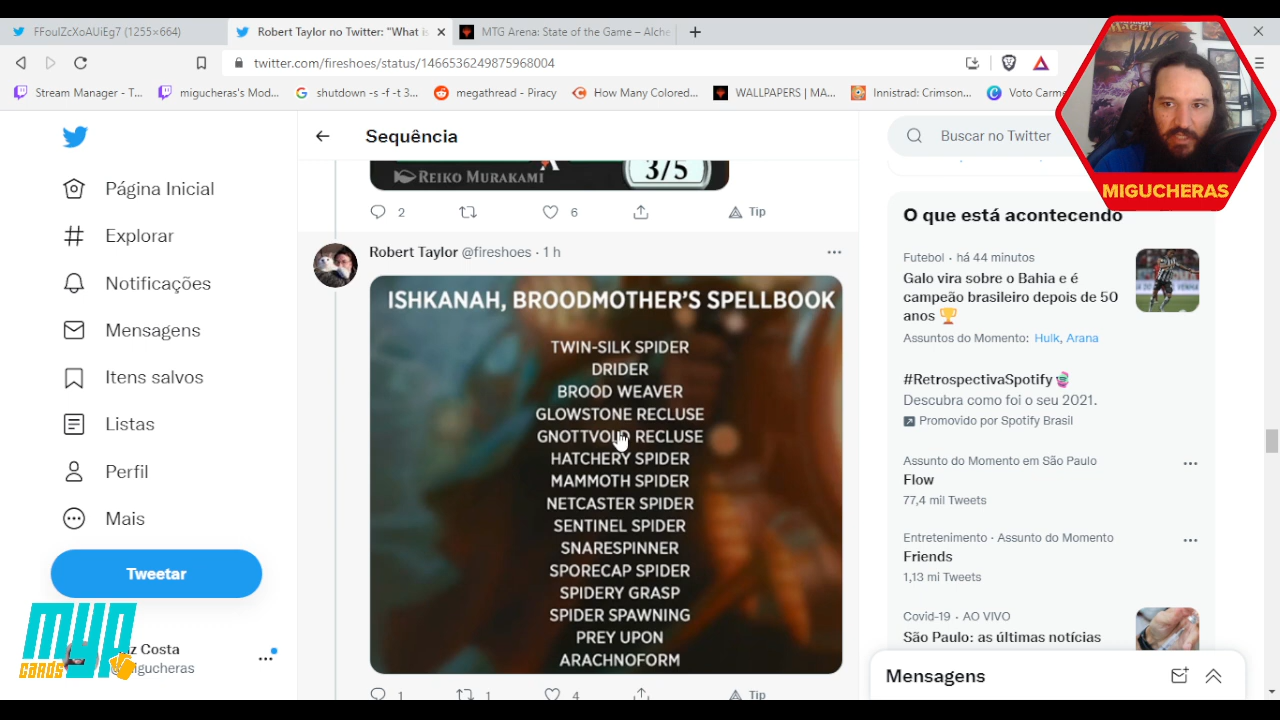 FFoulZcXoAUiEg7 (1255×664)
Robert Taylor no Twitter: "What is
MTG Arena: State of the Game – Alche
twitter.com/fireshoes/status/1466536249875968004
Stream Manager - T...
migucheras's Mod...
shutdown -s -f -t 3...
megathread - Piracy
How Many Colored...
WALLPAPERS | MA...
Innistrad: Crimson...
Voto Carme
MIGUCHERAS
Página Inicial
Explorar
Notificações
Mensagens
Itens salvos
Listas
Perfil
Mais
Tweetar
iz Costa
@migucheras
MYP
CARDS
Sequência
REIKO MURAKAMI
3/5
2
6
Tip
Robert Taylor @fireshoes · 1 h
ISHKANAH, BROODMOTHER'S SPELLBOOK
TWIN-SILK SPIDER
DRIDER
BROOD WEAVER
GLOWSTONE RECLUSE
GNOTTVOLD RECLUSE
HATCHERY SPIDER
MAMMOTH SPIDER
NETCASTER SPIDER
SENTINEL SPIDER
SNARESPINNER
SPORECAP SPIDER
SPIDERY GRASP
SPIDER SPAWNING
PREY UPON
ARACHNOFORM
1
1
4
Tip
Buscar no Twitter
O que está acontecendo
Futebol · há 44 minutos
Galo vira sobre o Bahia e é
campeão brasileiro depois de 50
anos 🏆
Assuntos do Momento: Hulk, Arana
#RetrospectivaSpotify
Descubra como foi o seu 2021.
Promovido por Spotify Brasil
Assunto do Momento em São Paulo
Flow
77,4 mil Tweets
Entretenimento · Assunto do Momento
Friends
1,13 mi Tweets
Covid-19 · AO VIVO
São Paulo: as últimas notícias
Mensagens